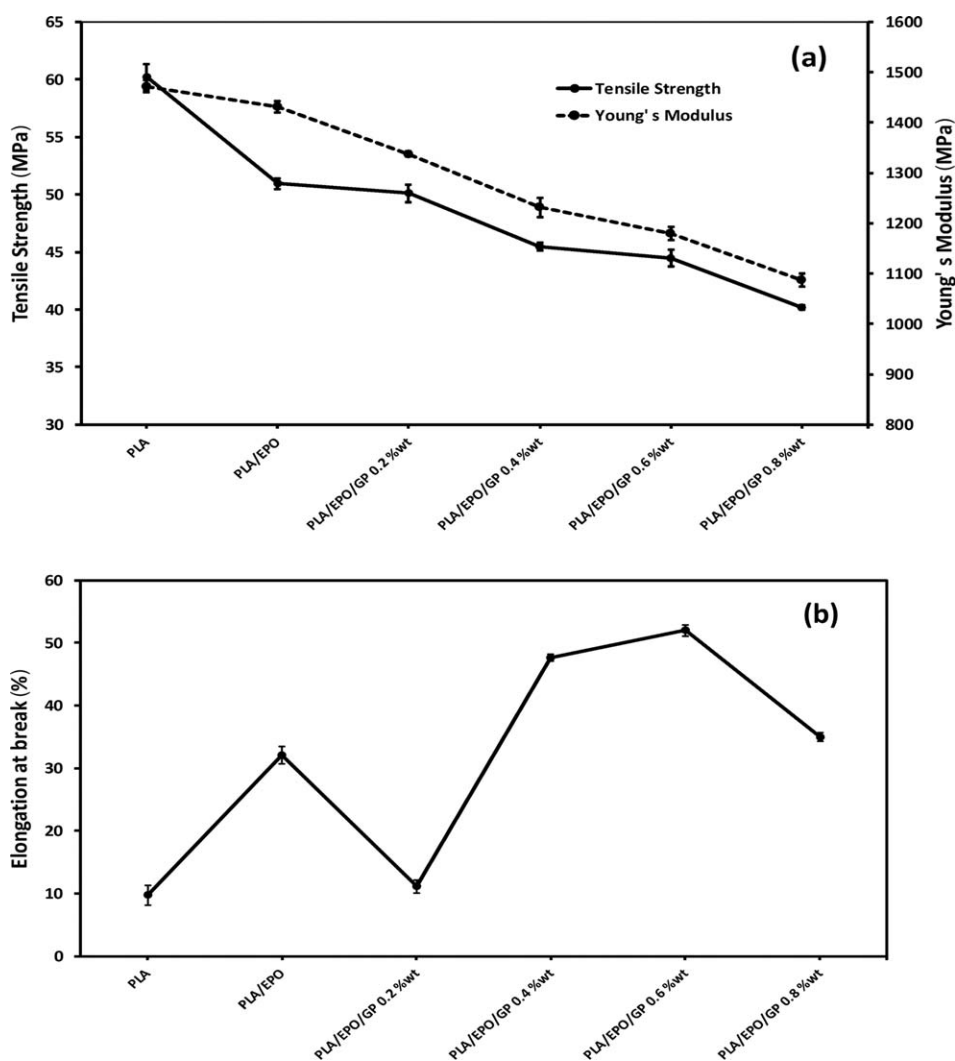 (a)
Tensile Strength
Young' s Modulus
Tensile Strength (MPa)
65
60
55
50
45
40
35
30
Young' s Modulus (MPa)
1600
1500
1400
1300
1200
1100
1000
900
800
PLA
PLA/EPO
PLA/EPO/GP 0.2 %wt
PLA/EPO/GP 0.4 %wt
PLA/EPO/GP 0.6 %wt
PLA/EPO/GP 0.8 %wt
(b)
Elongation at break (%)
60
50
40
30
20
10
0
PLA
PLA/EPO
PLA/EPO/GP 0.2 %wt
PLA/EPO/GP 0.4 %wt
PLA/EPO/GP 0.6 %wt
PLA/EPO/GP 0.8 %wt